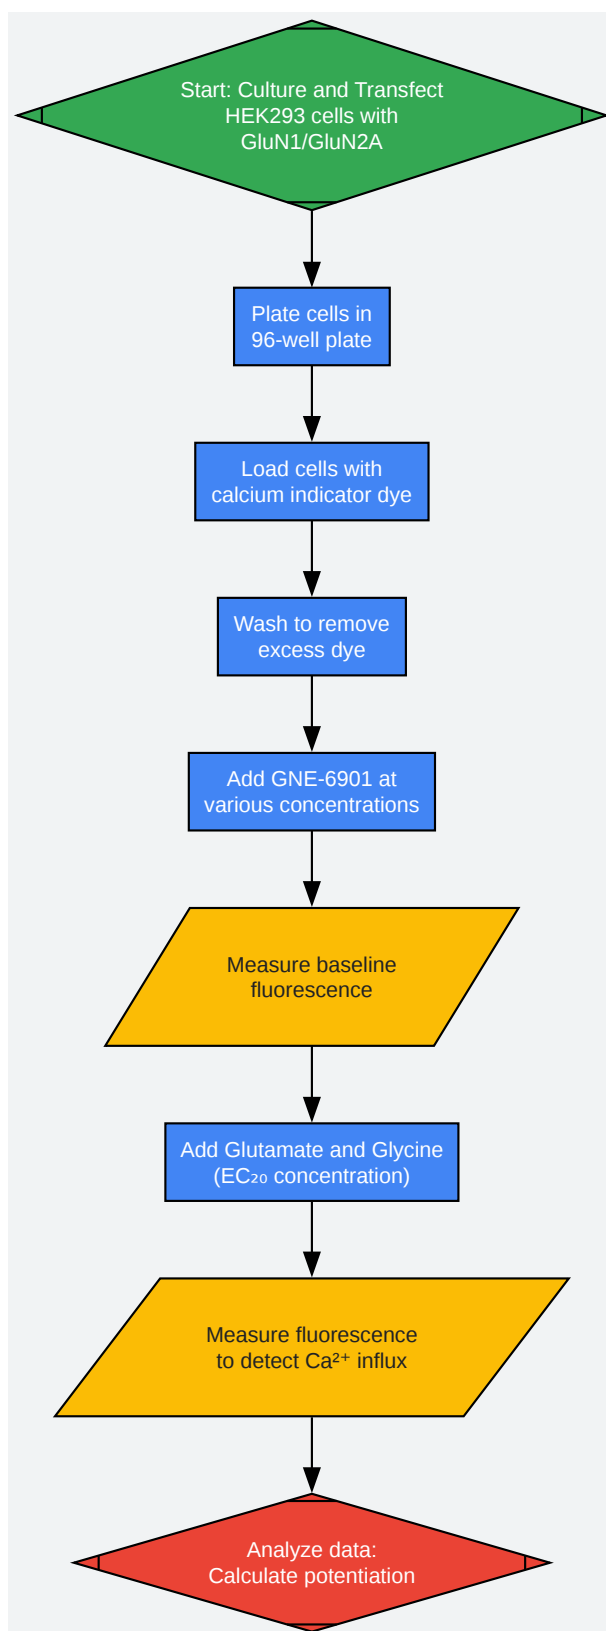 Start: Culture and Transfect
HEK293 cells with
GluN1/GluN2A
Plate cells in
96-well plate
Load cells with
calcium indicator dye
Wash to remove
excess dye
Add GNE-6901 at
various concentrations
Measure baseline
fluorescence
Add Glutamate and Glycine
(EC₂₀ concentration)
Measure fluorescence
to detect Ca²⁺ influx
Analyze data:
Calculate potentiation